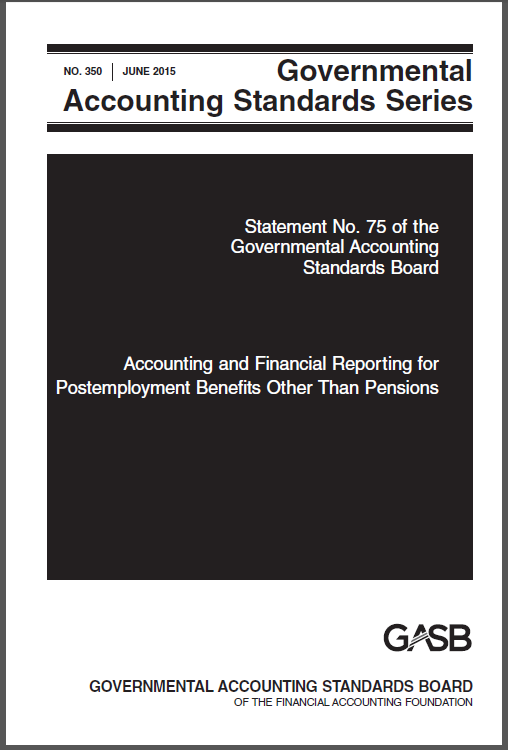 NO. 350 | JUNE 2015
Governmental
Accounting Standards Series
Statement No. 75 of the
Governmental Accounting
Standards Board
Accounting and Financial Reporting for
Postemployment Benefits Other Than Pensions
GASB
GOVERNMENTAL ACCOUNTING STANDARDS BOARD
OF THE FINANCIAL ACCOUNTING FOUNDATION